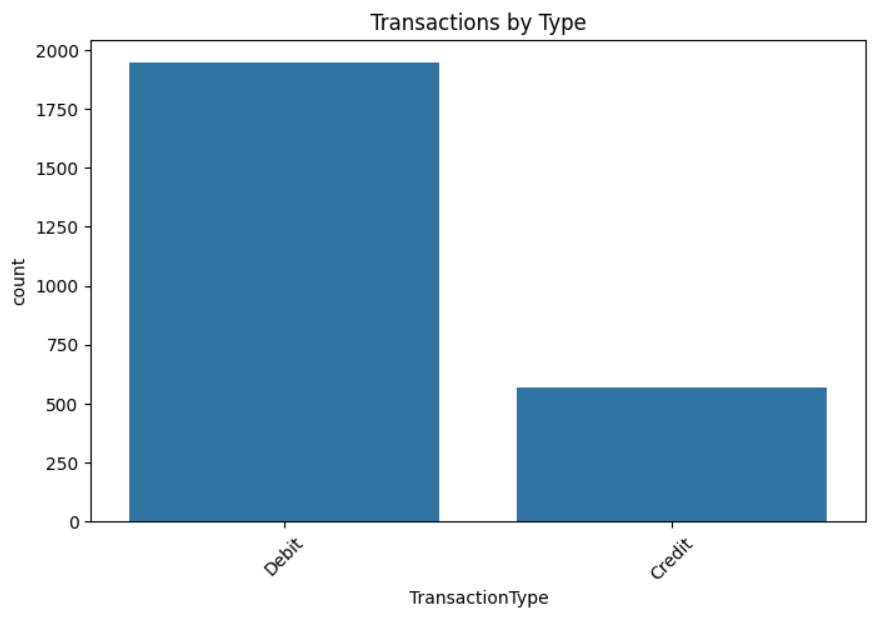 Transactions by Type
2000
1750
1500
1250
1000
750
500
250
0
count
Debit
Credit
TransactionType